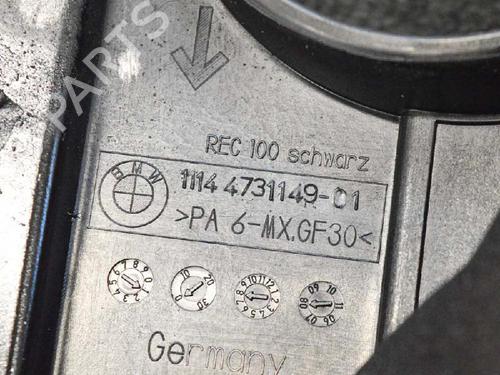 B-PARTS
REC 100 schwarz
BMW
1114 4731149-01
>PA 6-MX.GF30<
Germany